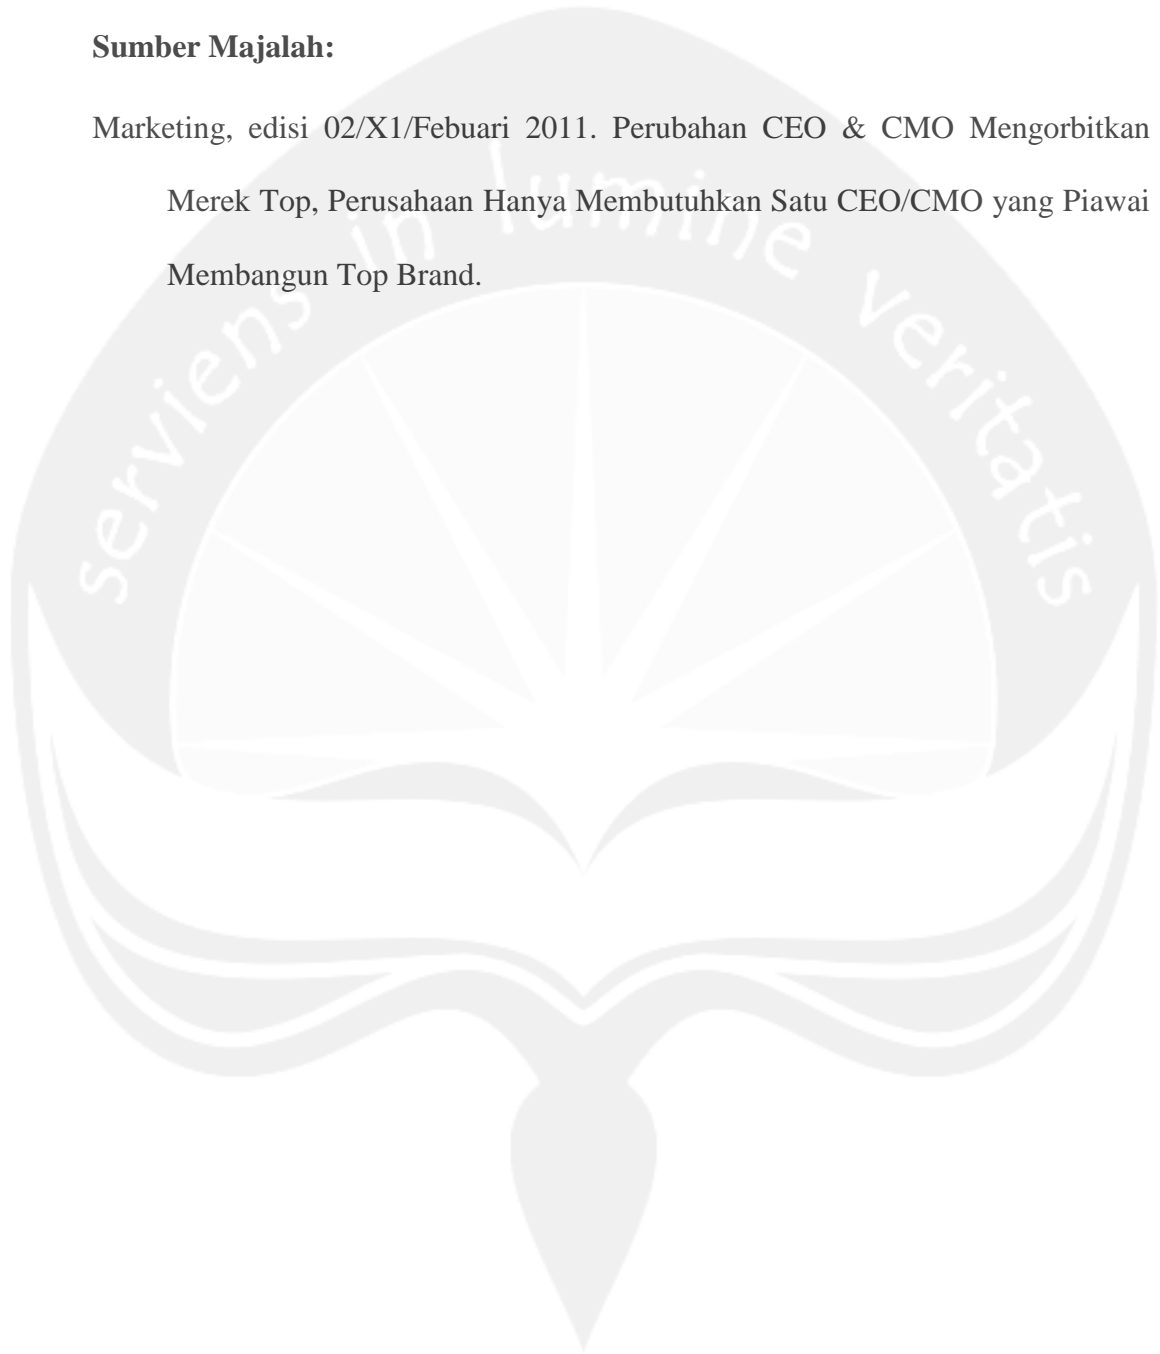 Sumber Majalah:
Marketing, edisi 02/X1/Febuari 2011. Perubahan CEO & CMO Mengorbitkan
Merek Top, Perusahaan Hanya Membutuhkan Satu CEO/CMO yang Piawai
Membangun Top Brand.
serviens in lumine veritatis